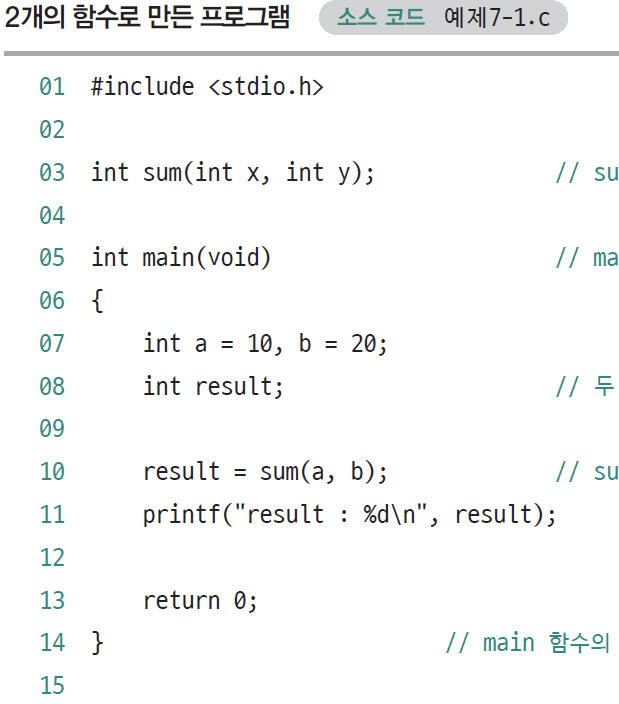 2개의 함수로 만든 프로그램 소스 코드 예제7-1.c
01 #include <stdio.h>
02
03 int sum(int x, int y); // su
04
05 int main(void) // ma
06 {
07 int a = 10, b = 20;
08 int result; // 두
09
10 result = sum(a, b); // su
11 printf("result : %d\n", result);
12
13 return 0;
14 } // main 함수의
15